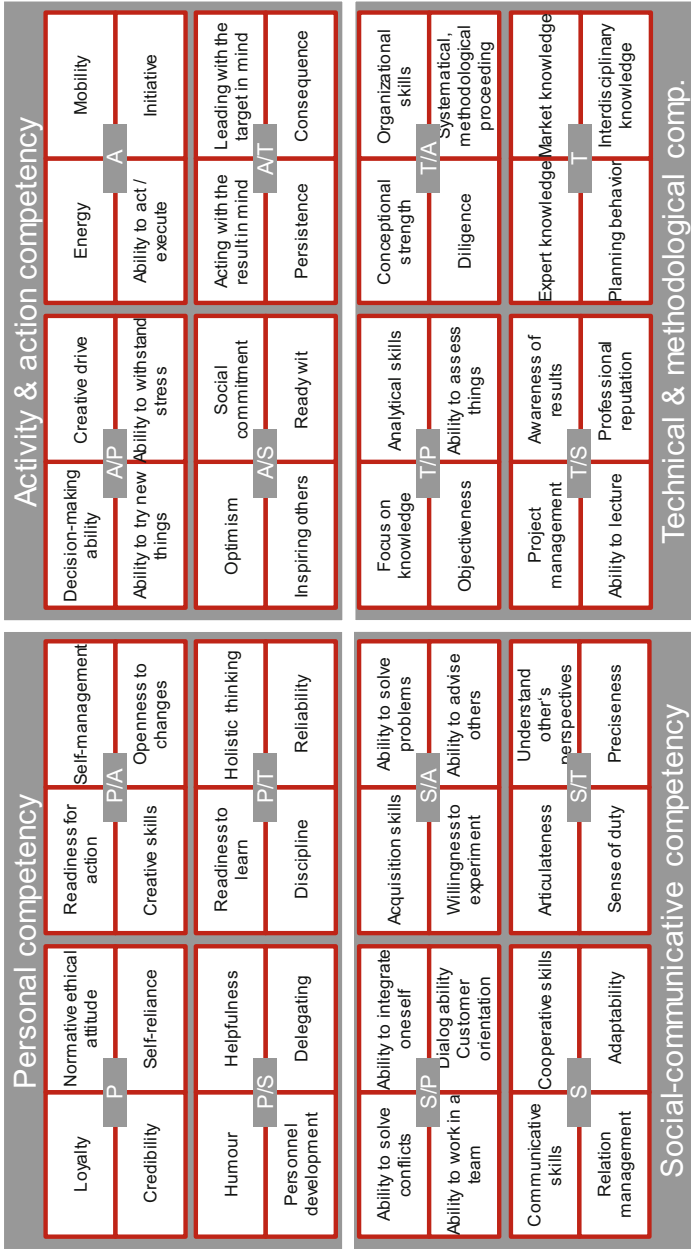 Personal competency
Loyalty
Normative ethical
attitude
P
Credibility
Self-reliance
Readiness for
action
Self-management
P/A
Creative skills
Openness to
changes
Humour
Helpfulness
P/S
Personnel
development
Delegating
Readiness to
learn
Holistic thinking
P/T
Discipline
Reliability
Activity & action competency
Decision-making
ability
Creative drive
A/P
Ability to try new
things
Ability to withstand
stress
Energy
Mobility
A
Ability to act /
execute
Initiative
Optimism
Social
commitment
A/S
Inspiring others
Ready wit
Acting with the
result in mind
Leading with the
target in mind
A/T
Persistence
Consequence
Ability to solve
conflicts
Ability to integrate
oneself
S/P
Ability to work in a
team
Dialog ability
Customer
orientation
Acquisition skills
Ability to solve
problems
S/A
Willingness to
experiment
Ability to advise
others
Communicative
skills
Cooperative skills
S
Relation
management
Adaptability
Articulateness
Understand
other's
perspectives
S/T
Sense of duty
Preciseness
Social-communicative competency
Focus on
knowledge
Analytical skills
T/P
Objectiveness
Ability to assess
things
Conceptional
strength
Organizational
skills
T/A
Diligence
Systematical,
methodological
proceeding
Project
management
Awareness of
results
T/S
Ability to lecture
Professional
reputation
Expert knowledge
Market knowledge
T
Planning behavior
Interdisciplinary
knowledge
Technical & methodological comp.